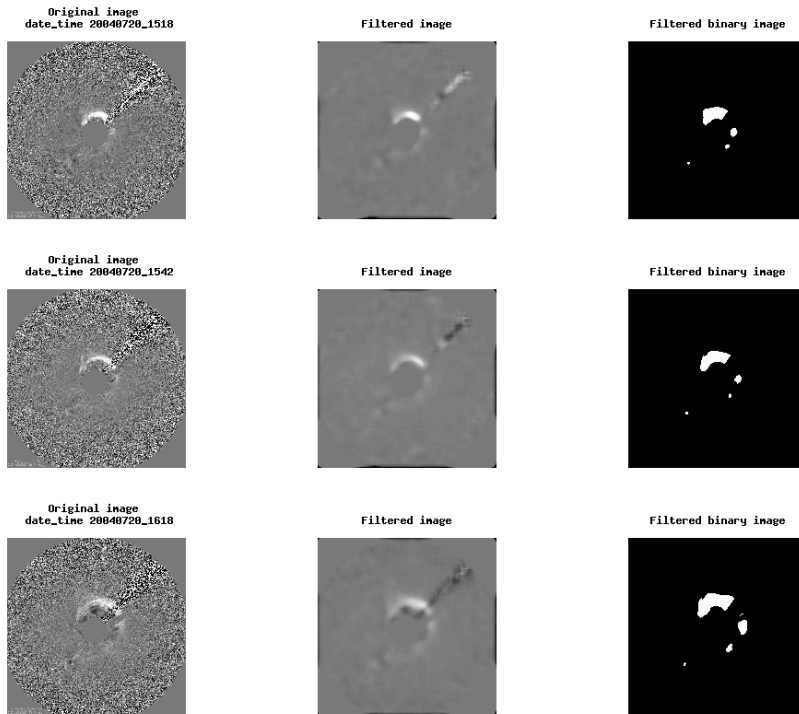 Original image
date_time 20040720_1518
Filtered image
Filtered binary image
Original image
date_time 20040720_1542
Filtered image
Filtered binary image
Original image
date_time 20040720_1618
Filtered image
Filtered binary image